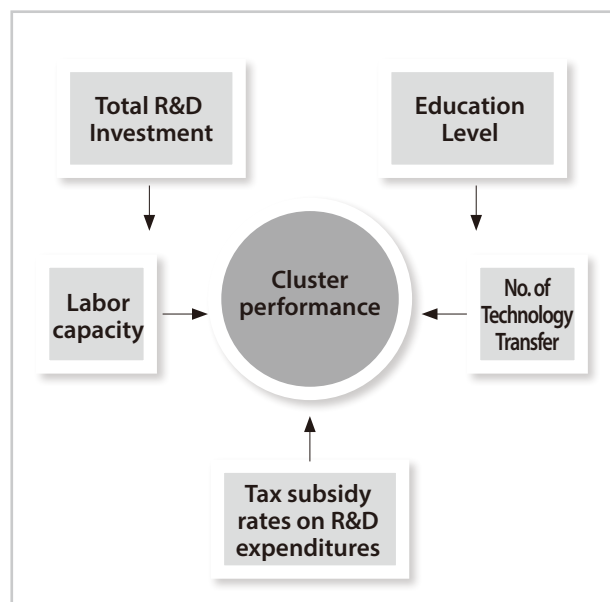 Total R&D
Investment
Education
Level
Cluster
performance
Labor
capacity
No. of
Technology
Transfer
Tax subsidy
rates on R&D
expenditures